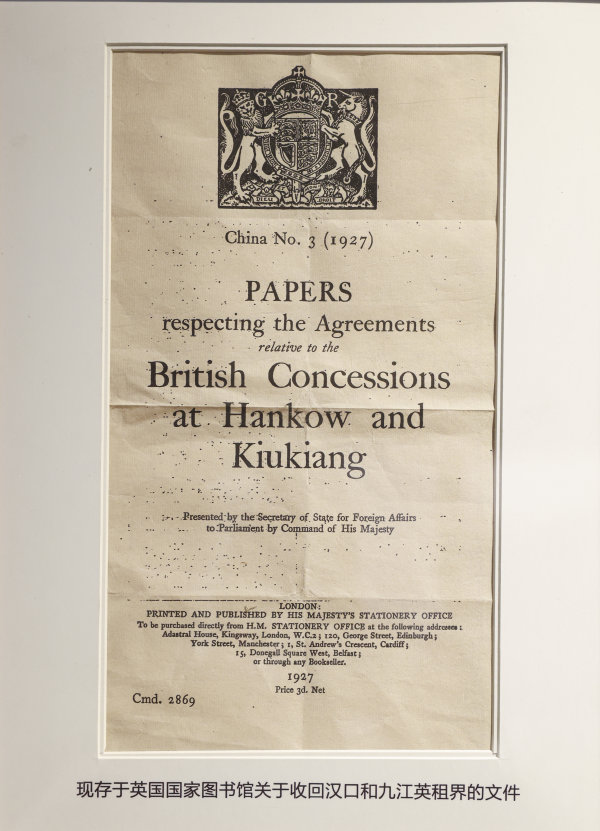 G R
China No. 3 (1927)
PAPERS
respecting the Agreements
relative to the
British Concessions
at Hankow and
Kiukiang
Presented by the Secretary of State for Foreign Affairs
to Parliament by Command of His Majesty
LONDON:
PRINTED AND PUBLISHED BY HIS MAJESTY'S STATIONERY OFFICE
To be purchased directly from H.M. STATIONERY OFFICE at the following addresses:
Adastral House, Kingsway, London, W.C.2; 120, George Street, Edinburgh;
York Street, Manchester; 1, St. Andrew's Crescent, Cardiff;
15, Donegall Square West, Belfast;
or through any Bookseller.
1927
Price 3d. Net
Cmd. 2869
现存于英国国家图书馆关于收回汉口和九江英租界的文件